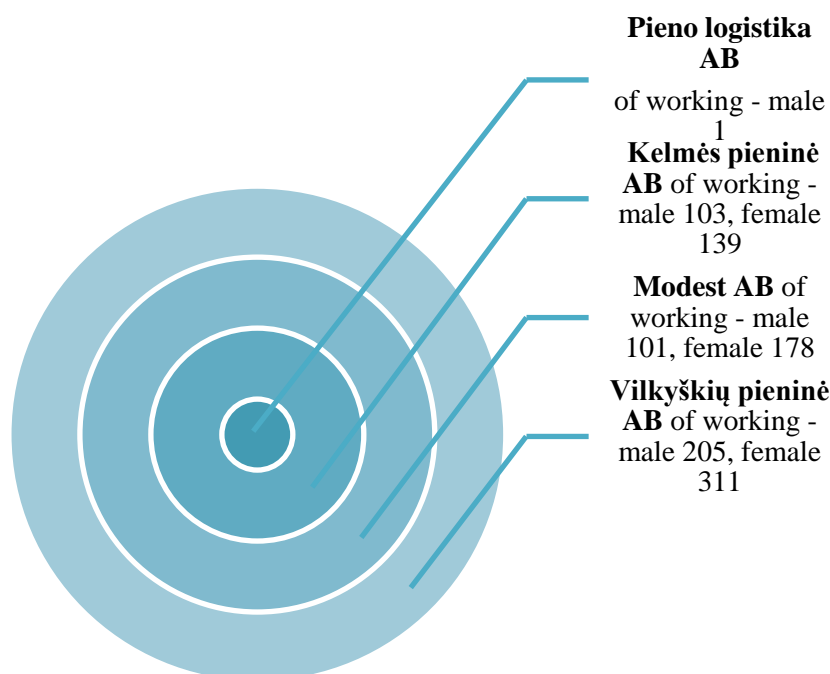 Pieno logistika
AB
of working - male
1
Kelmės pieninė
AB of working -
male 103, female
139
Modest AB of
working - male
101, female 178
Vilkyškių pieninė
AB of working -
male 205, female
311